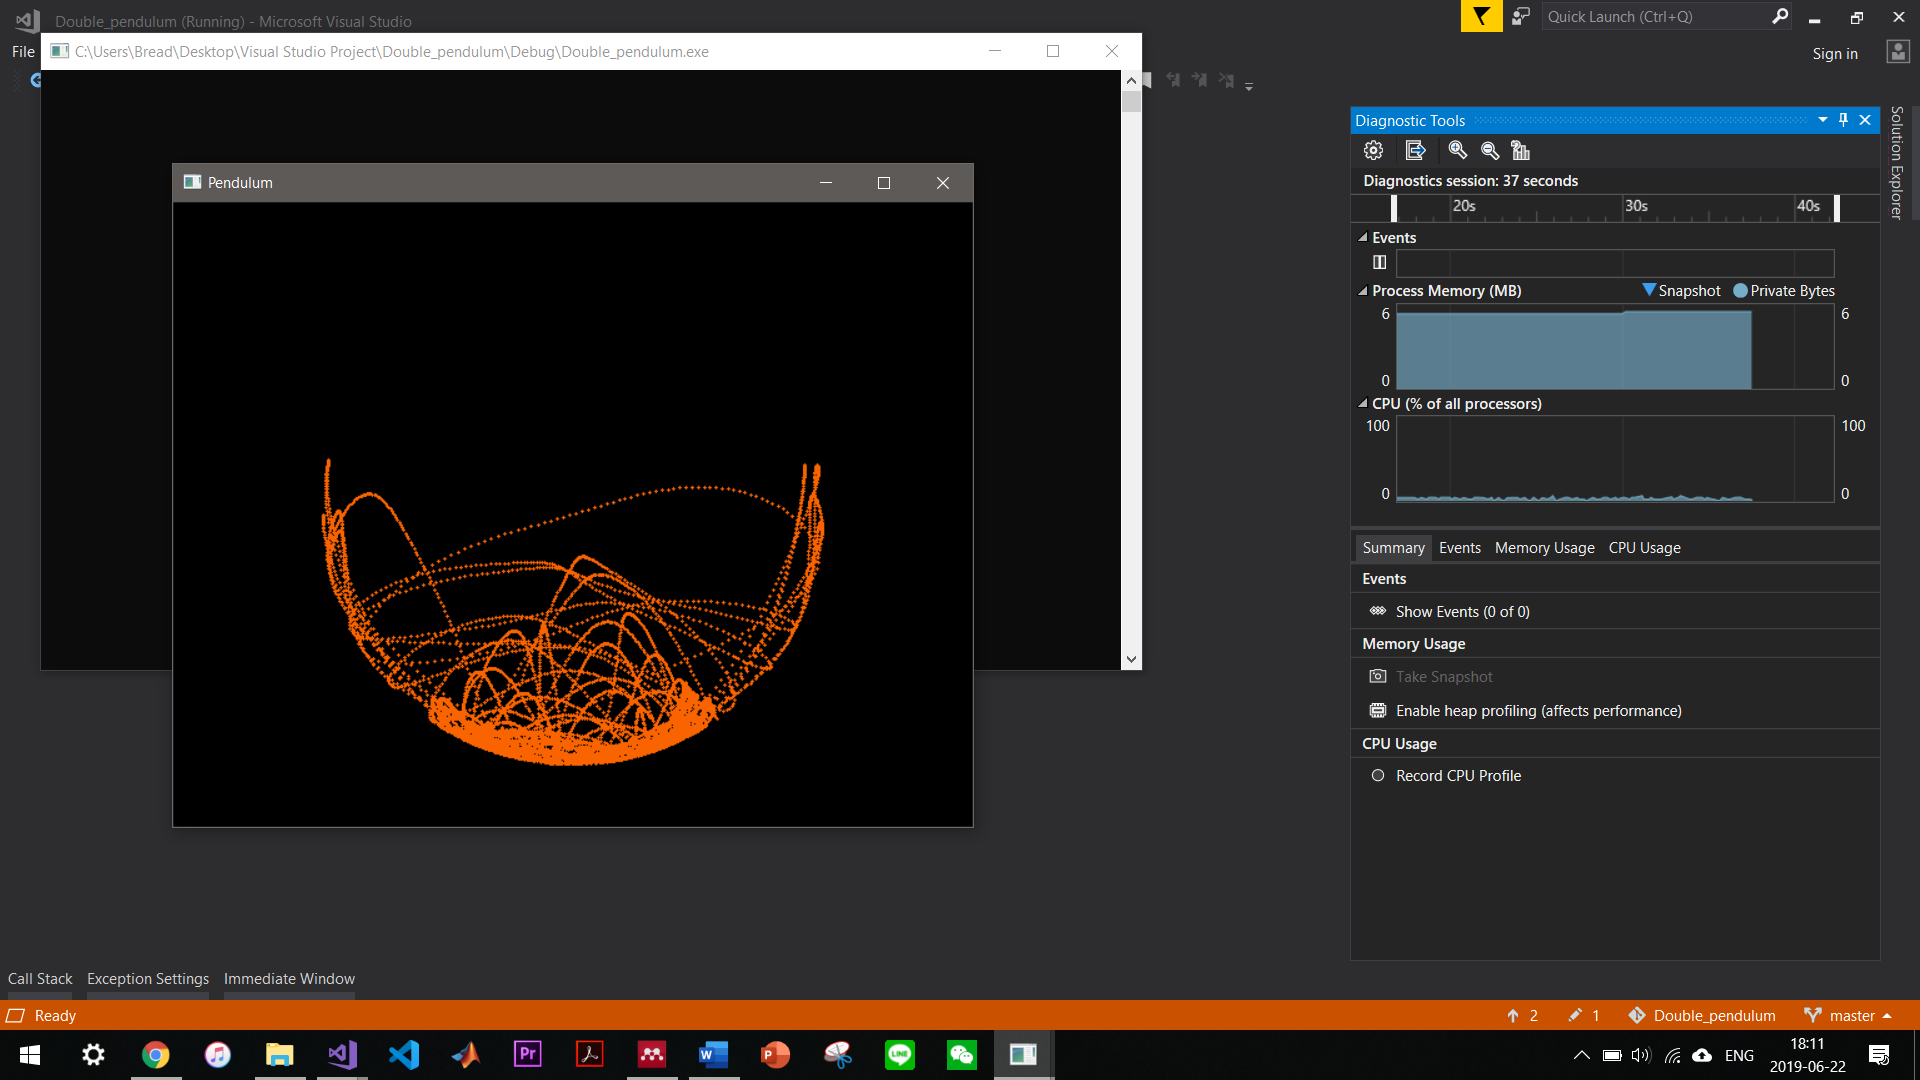 Double_pendulum (Running) - Microsoft Visual Studio
Quick Launch (Ctrl+Q)
File
C:\Users\Bread\Desktop\Visual Studio Project\Double_pendulum\Debug\Double_pendulum.exe
Sign in
Pendulum
Diagnostic Tools
Solution Explorer
Diagnostics session: 37 seconds
20s 30s 40s
Events
Process Memory (MB) Snapshot Private Bytes
6 6
0 0
CPU (% of all processors)
100 100
0 0
Summary Events Memory Usage CPU Usage
Events
Show Events (0 of 0)
Memory Usage
Take Snapshot
Enable heap profiling (affects performance)
CPU Usage
Record CPU Profile
Call Stack Exception Settings Immediate Window
Ready 2 1 Double_pendulum master
Pr W P LINE
ENG 18:11
2019-06-22